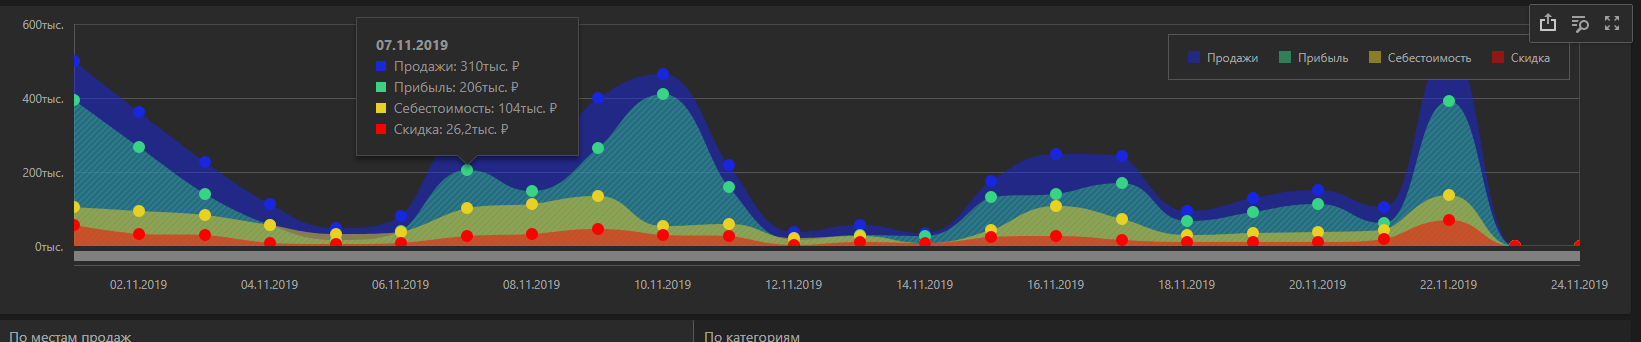 600тыс.
400тыс.
200тыс.
0тыс.
07.11.2019
Продажи: 310тыс. ₽
Прибыль: 206тыс. ₽
Себестоимость: 104тыс. ₽
Скидка: 26,2тыс. ₽
Продажи Прибыль Себестоимость Скидка
02.11.2019 04.11.2019 06.11.2019 08.11.2019 10.11.2019 12.11.2019 14.11.2019 16.11.2019 18.11.2019 20.11.2019 22.11.2019 24.11.2019
По местам продаж По категориям